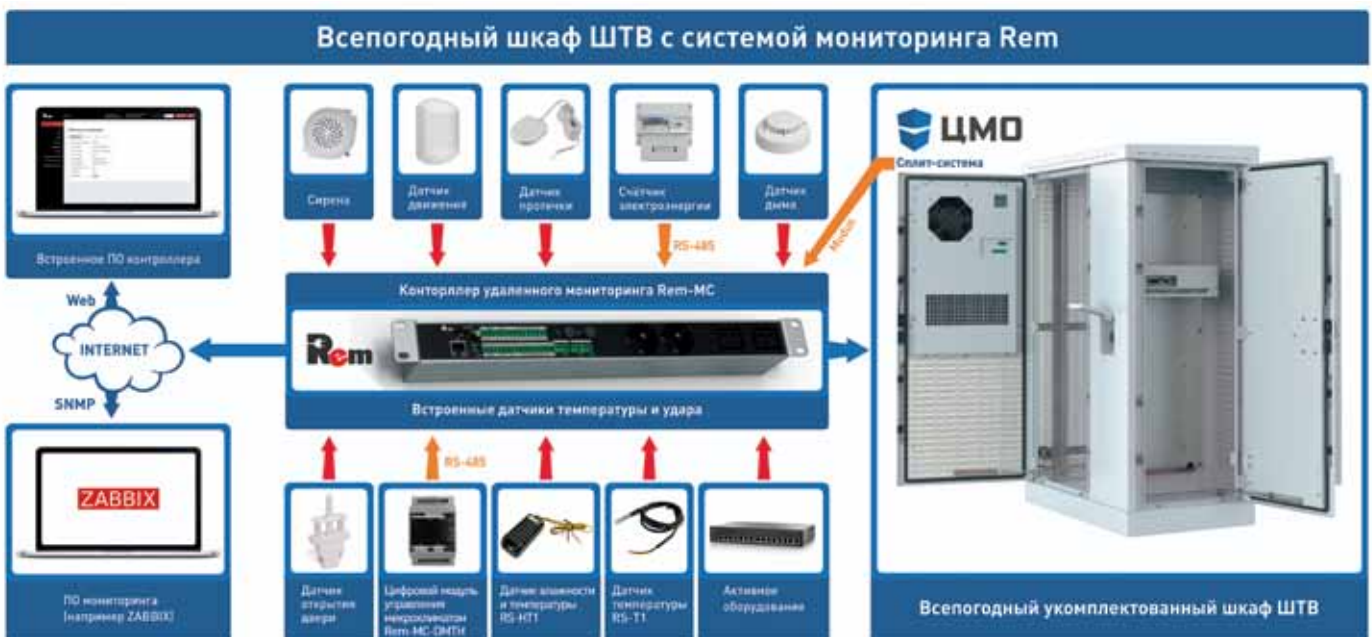 Всепогодный шкаф ШТВ с системой мониторинга Rem
Встроенное ПО контроллера
Web
INTERNET
SNMP
ZABBIX
ПО мониторинга
(например ZABBIX)
Сирена
Датчик
движения
Датчик
протечки
Счётчик
электроэнергии
Датчик
дыма
RS-485
Modus
Конторллер удаленного мониторинга Rem-MC
Rem
Встроенные датчики температуры и удара
RS-485
Датчик
открытия
двери
Цифровой модуль
управления
микроклиматом
Rem-MC-DMTH
Датчик влажности
и температуры
RS-HT1
Датчик
температуры
RS-T1
Активное
оборудование
ЦМО
Сплит-система
Всепогодный укомплектованный шкаф ШТВ